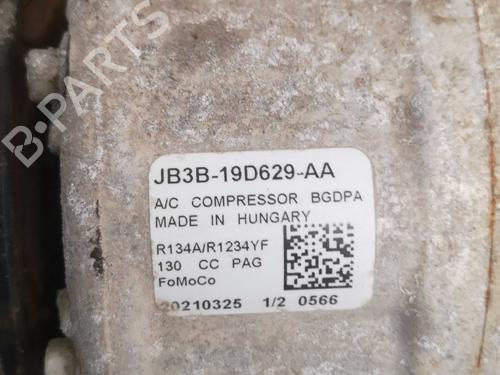 B-PARTS
JB3B-19D629-AA
A/C COMPRESSOR BGDPA
MADE IN HUNGARY
R134A/R1234YF
130 CC PAG
FoMoCo
20210325 1/2 0566